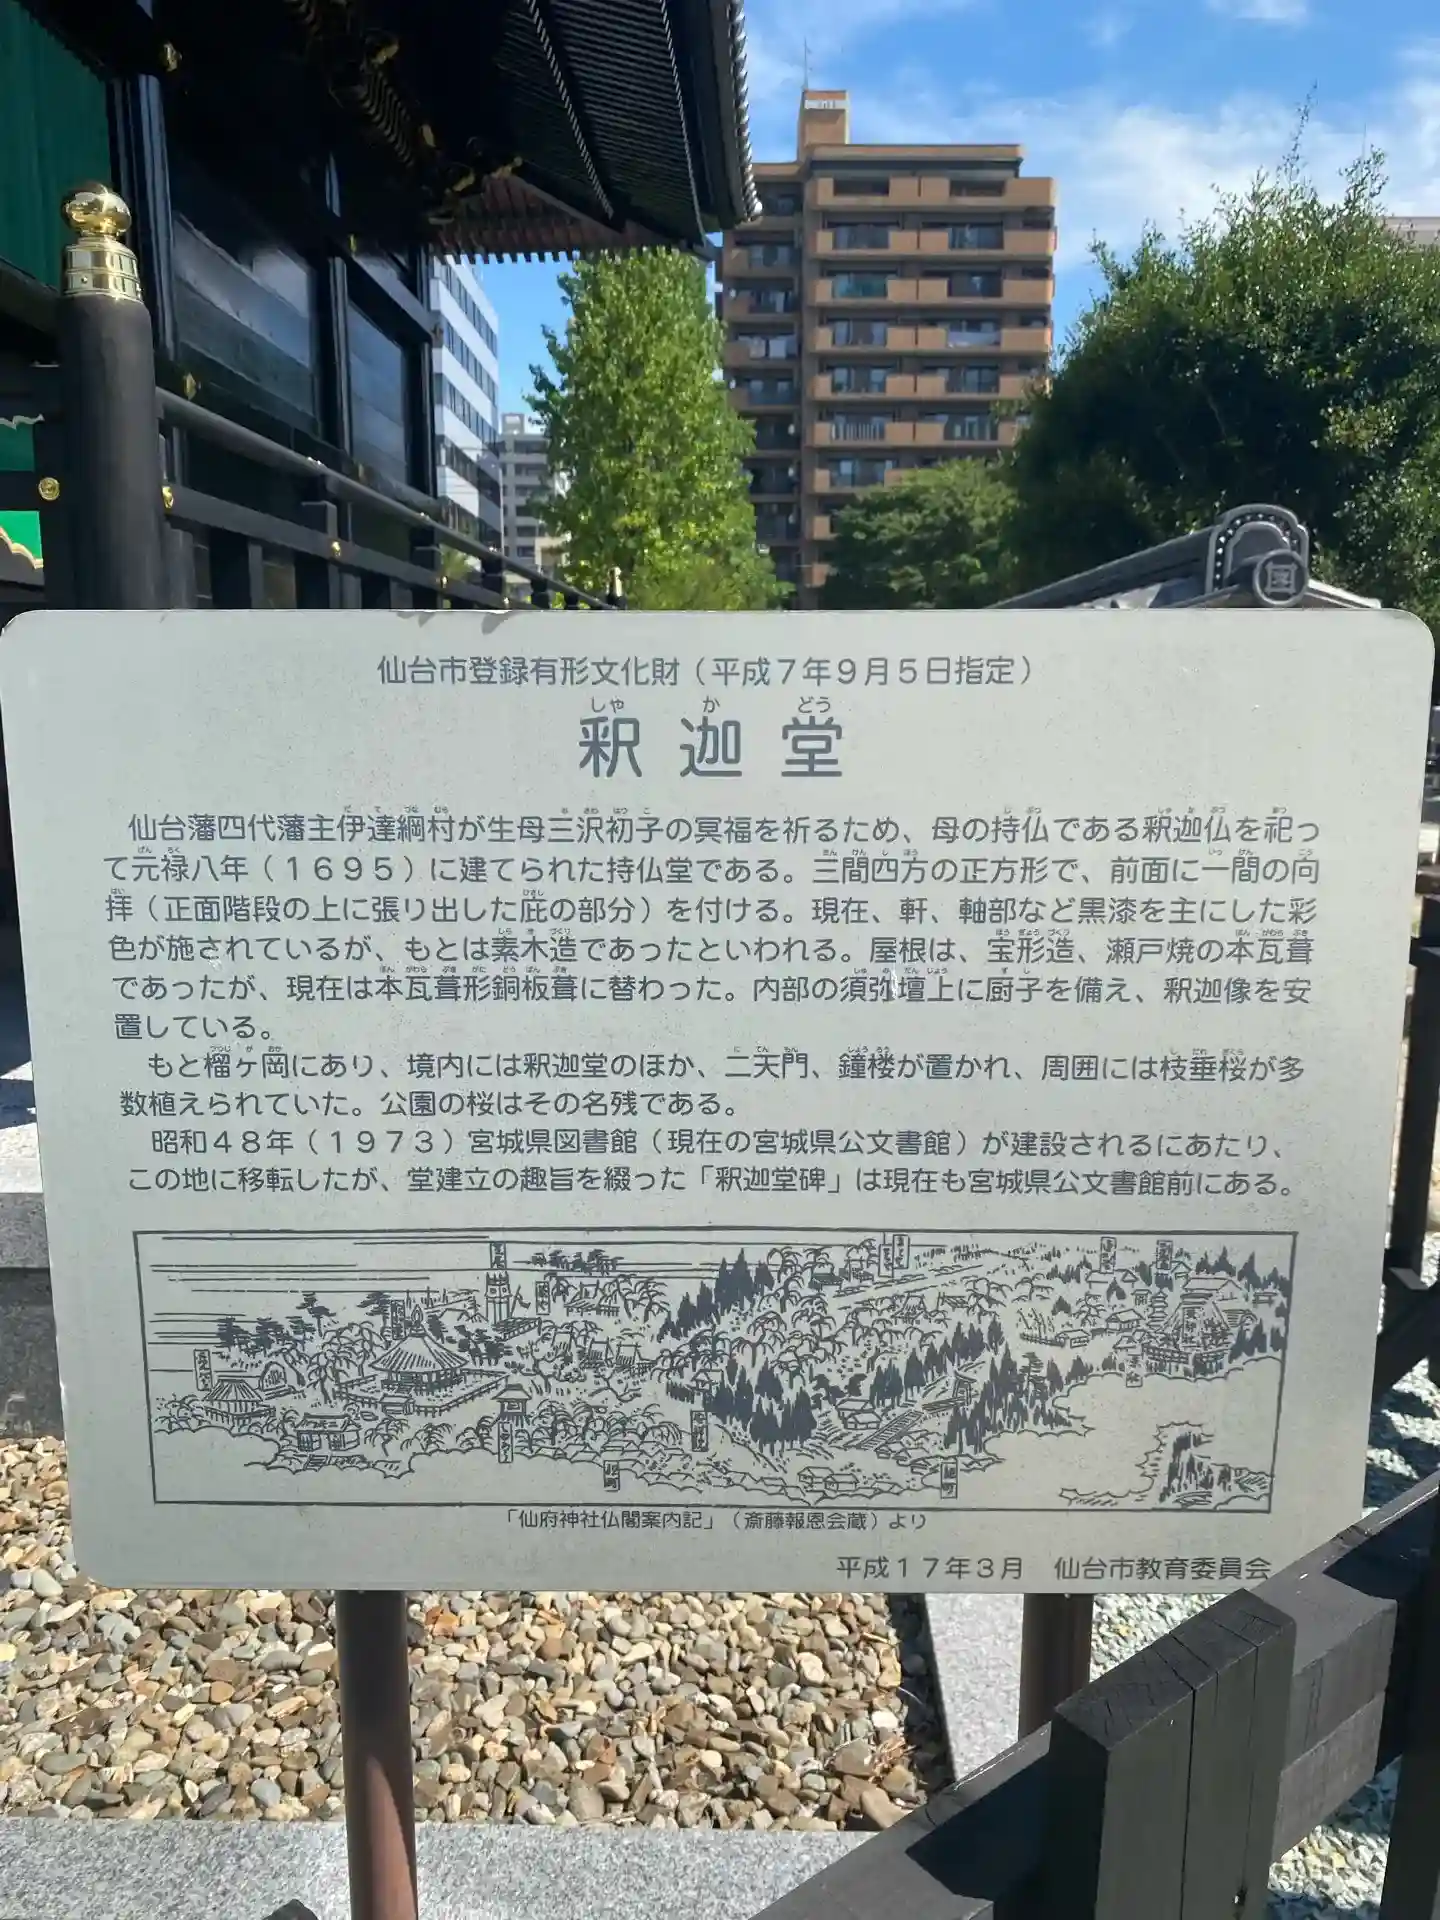 仙台市登録有形文化財（平成７年９月５日指定）
しゃ か どう
釈迦堂
仙台藩四代藩主伊達綱村が生母三沢初子の冥福を祈るため、母の持仏である釈迦仏を祀っ
て元禄八年（１６９５）に建てられた持仏堂である。三間四方の正方形で、前面に一間の向
拝（正面階段の上に張り出した庇の部分）を付ける。現在、軒、軸部など黒漆を主にした彩
色が施されているが、もとは素木造であったといわれる。屋根は、宝形造、瀬戸焼の本瓦葺
であったが、現在は本瓦葺形銅板葺に替わった。内部の須弥壇上に厨子を備え、釈迦像を安
置している。
もと榴ヶ岡にあり、境内には釈迦堂のほか、二天門、鐘楼が置かれ、周囲には枝垂桜が多
数植えられていた。公園の桜はその名残である。
昭和４８年（１９７３）宮城県図書館（現在の宮城県公文書館）が建設されるにあたり、
この地に移転したが、堂建立の趣旨を綴った「釈迦堂碑」は現在も宮城県公文書館前にある。
「仙府神社仏閣案内記」（斎藤報恩会蔵）より
平成１７年３月　仙台市教育委員会